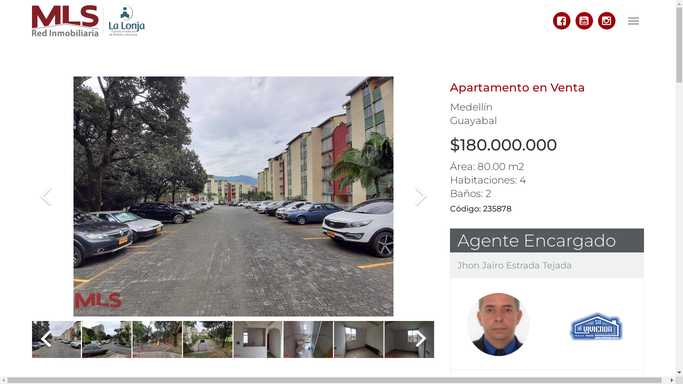 MLS
Red Inmobiliaria
La Lonja
Apartamento en Venta
Medellín
Guayabal
$180.000.000
Área: 80.00 m2
Habitaciones: 4
Baños: 2
Código: 235878
Agente Encargado
Jhon Jairo Estrada Tejada
MLS
VIVIENDA